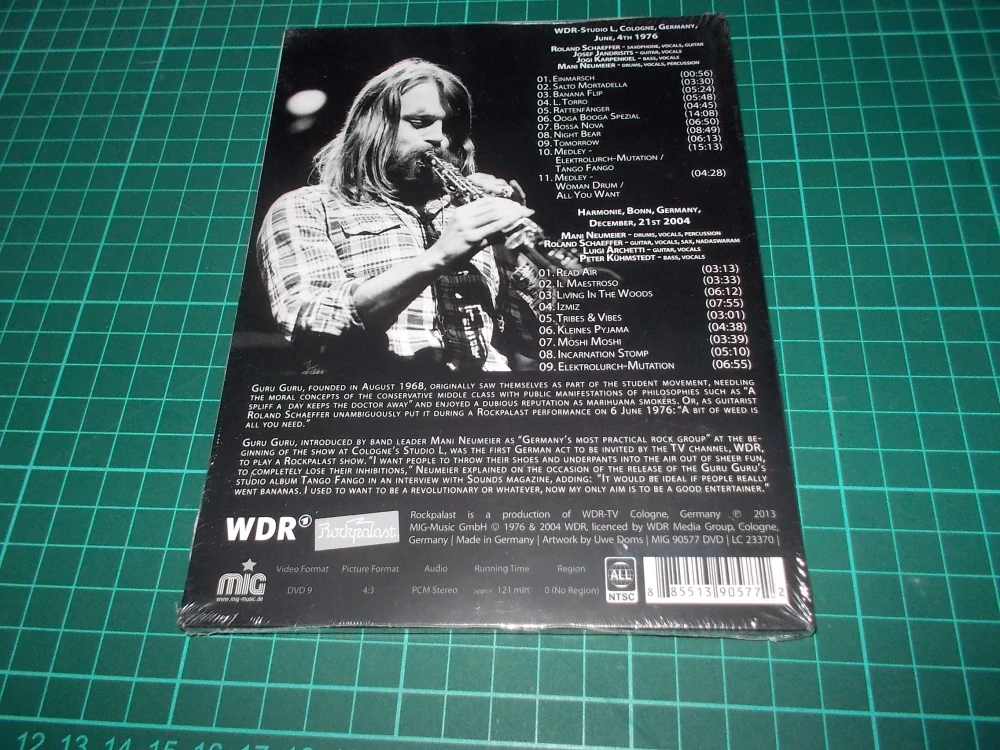 WDR-Studio L, Cologne, Germany,
June, 4th 1976
Roland Schaeffer – saxophone, vocals, guitar
Josef Jandrisits – guitar, vocals
Jogi Karpenkiel – bass, vocals
Mani Neumeier – drums, vocals, percussion
01. Einmarsch (00:56)
02. Salto Mortadella (03:30)
03. Banana Flip (05:24)
04. L. Torro (05:48)
05. Rattenfänger (04:45)
06. Ooga Booga Spezial (14:08)
07. Bossa Nova (06:50)
08. Night Bear (08:49)
09. Tomorrow (06:13)
10. Medley - (15:13)
Elektrolurch-Mutation /
Tango Fango
11. Medley - (04:28)
Woman Drum /
All You Want
Harmonie, Bonn, Germany,
December, 21st 2004
Mani Neumeier – drums, vocals, percussion
Roland Schaeffer – guitar, vocals, sax, nadaswaram
Luigi Archetti – guitar, vocals
Peter Kühmstedt – bass, vocals
01. Read Air (03:13)
02. Il Maestroso (03:33)
03. Living In The Woods (06:12)
04. Izmiz (07:55)
05. Tribes & Vibes (03:01)
06. Kleines Pyjama (04:38)
07. Moshi Moshi (03:39)
08. Incarnation Stomp (05:10)
09. Elektrolurch-Mutation (06:55)
Guru Guru, founded in August 1968, originally saw themselves as part of the student movement, needling
the moral concepts of the conservative middle class with public manifestations of philosophies such as "A
spliff a day keeps the doctor away" and enjoyed a dubious reputation as marihuana smokers. Or, as guitarist
Roland Schaeffer unambiguously put it during a Rockpalast performance on 6 June 1976: "A bit of weed is
all you need."
Guru Guru, introduced by band leader Mani Neumeier as "Germany's most practical rock group" at the be-
ginning of the show at Cologne's Studio L, was the first German act to be invited by the TV channel, WDR,
to play a Rockpalast show. "I want people to throw their shoes and underpants into the air out of sheer fun,
to completely lose their inhibitions," Neumeier explained on the occasion of the release of the Guru Guru's
studio album Tango Fango in an interview with Sounds magazine, adding: "It would be ideal if people really
went bananas. I used to want to be a revolutionary or whatever, now my only aim is to be a good entertainer."
WDR 1
Rockpalast
Rockpalast is a production of WDR-TV Cologne, Germany ℗ 2013
MIG-Music GmbH © 1976 & 2004 WDR, licenced by WDR Media Group, Cologne,
Germany | Made in Germany | Artwork by Uwe Doms | MIG 90577 DVD | LC 23370 |
MIG
www.mig-music.de
Video Format Picture Format Audio Running Time Region
DVD 9 4:3 PCM Stereo approx. 121 min 0 (No Region)
ALL
NTSC
8 85513 90577 2
12 13 14 15 16 17 18